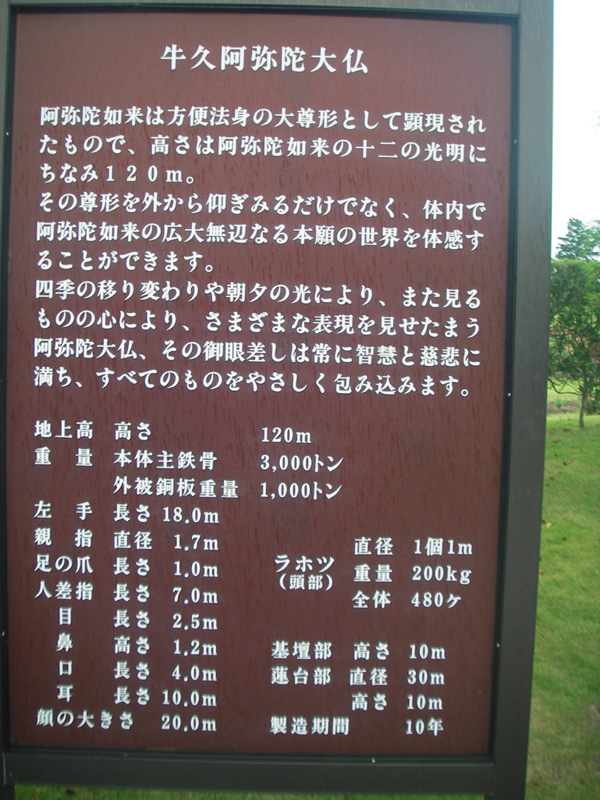 牛久阿弥陀大仏
阿弥陀如来は方便法身の大尊形として顕現され
たもので、高さは阿弥陀如来の十二の光明に
ちなみ120m。
その尊形を外から仰ぎみるだけでなく、体内で
阿弥陀如来の広大無辺なる本願の世界を体感す
ることができます。
四季の移り変わりや朝夕の光により、また見る
ものの心により、さまざまな表現を見せたまう
阿弥陀大仏、その御眼差しは常に智慧と慈悲に
満ち、すべてのものをやさしく包み込みます。
地上高 高さ 120m
重量 本体主鉄骨 3,000トン
外被銅板重量 1,000トン
左手 長さ 18.0m
親指 直径 1.7m
足の爪 長さ 1.0m
人差指 長さ 7.0m
目 長さ 2.5m
鼻 高さ 1.2m
口 長さ 4.0m
耳 長さ 10.0m
顔の大きさ 20.0m
ラホツ(頭部) 直径 1個1m
重量 200kg
全体 480ケ
基壇部 高さ 10m
蓮台部 直径 30m
高さ 10m
製造期間 10年